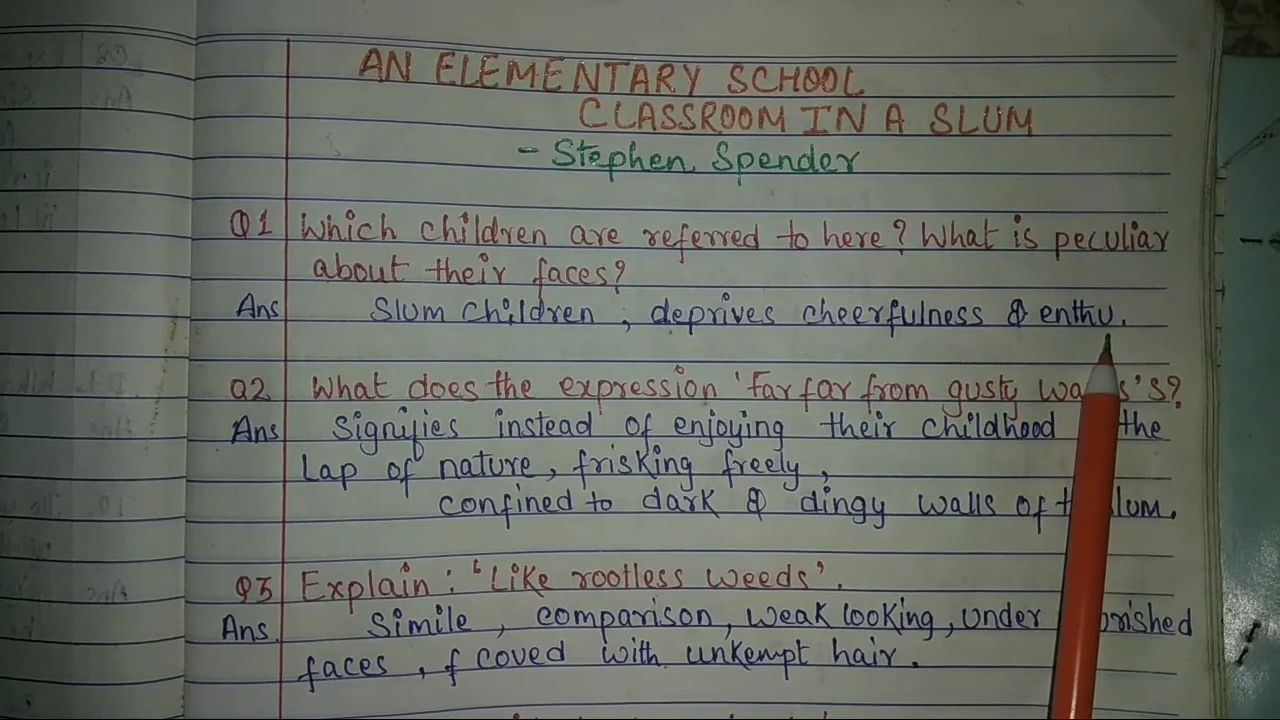 AN ELEMENTARY SCHOOL
CLASSROOM IN A SLUM
- Stephen Spender
Q1 Which children are referred to here? What is peculiar
about their faces?
Ans Slum children, deprives cheerfulness & enthu.
Q2 What does the expression 'far far from gusty 's?
Ans Signifies instead of enjoying their childhood the
Lap of nature, frisking freely,
confined to dark & dingy walls of
Q3 Explain: 'Like rootless weeds'.
Ans. Simile, comparison, weak looking, under
faces, f coved with unkempt hair.